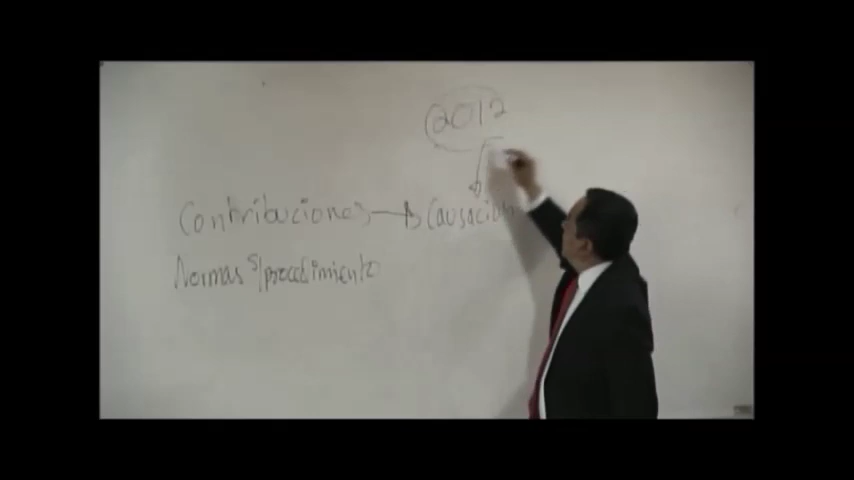 2012
Contribuciones → Causación
Normas s/procedimiento